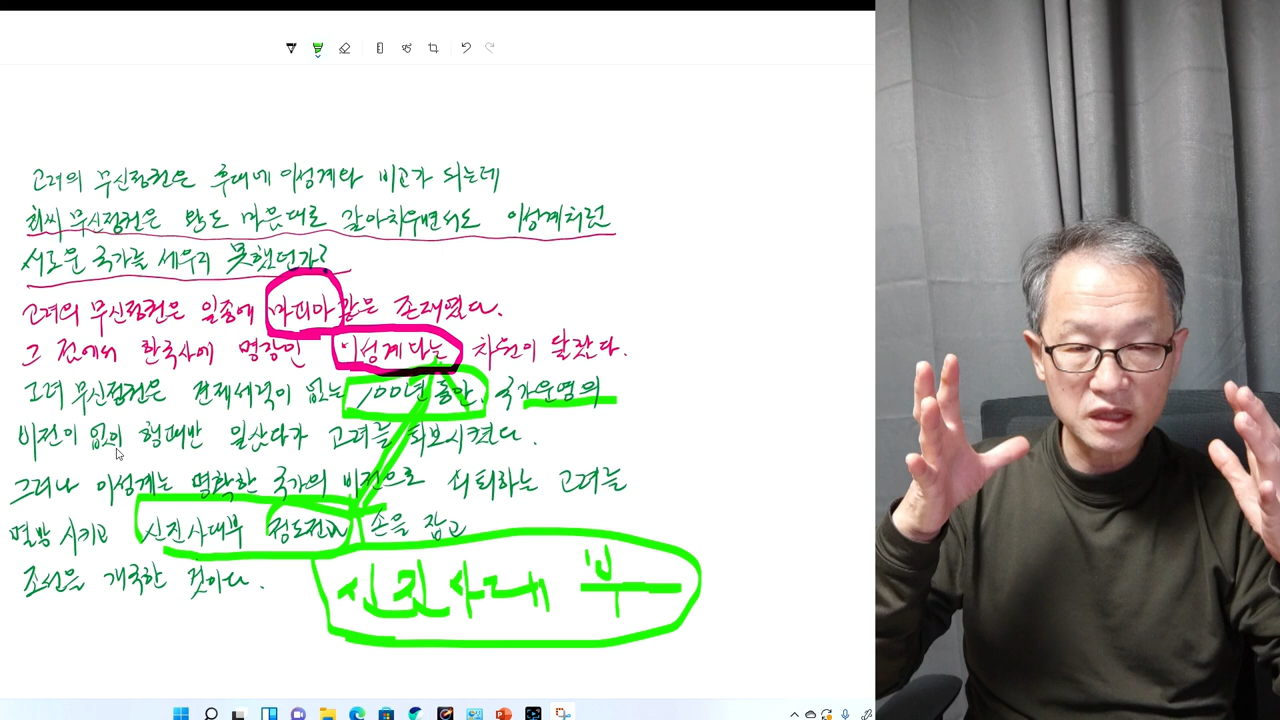 고려의 무신정권은 후대에 이성계와 비교가 되는데
최씨 무신정권은 왕도 마음대로 갈아치우면서도 이성계처럼
새로운 국가를 세우지 못했던가?
고려의 무신정권은 일종에 마피아 같은 존재였다.
그 점에서 한국사에 명장인 이성계와는 차원이 달랐다.
고려 무신정권은 견제세력이 없는 100년 동안, 국가운영의
비전이 없이 행패만 일삼다가 고려를 퇴보시켰다.
그러나 이성계는 명확한 국가의 비전으로 쇠퇴하는 고려를
멸망 시키고 신진사대부 정도전과 손을 잡고
조선을 개국한 것이다.
신진사대부